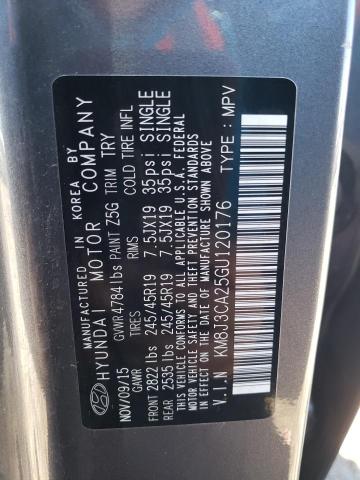 MANUFACTURED IN KOREA BY
HYUNDAI MOTOR COMPANY
NOV/09/15 GVWR 4784 lbs PAINT Z5G TRIM TRY
GAWR TIRES RIMS COLD TIRE INFL
FRONT 2822 lbs 245/45R19 7.5JX19 35psi SINGLE
REAR 2535 lbs 245/45R19 7.5JX19 35psi SINGLE
THIS VEHICLE CONFORMS TO ALL APPLICABLE U.S.A. FEDERAL
MOTOR VEHICLE SAFETY, BUMPER, AND THEFT PREVENTION
STANDARDS IN EFFECT ON THE DATE OF MANUFACTURE SHOWN ABOVE.
V.I.N KM8J3CA25GU120176 TYPE : MPV